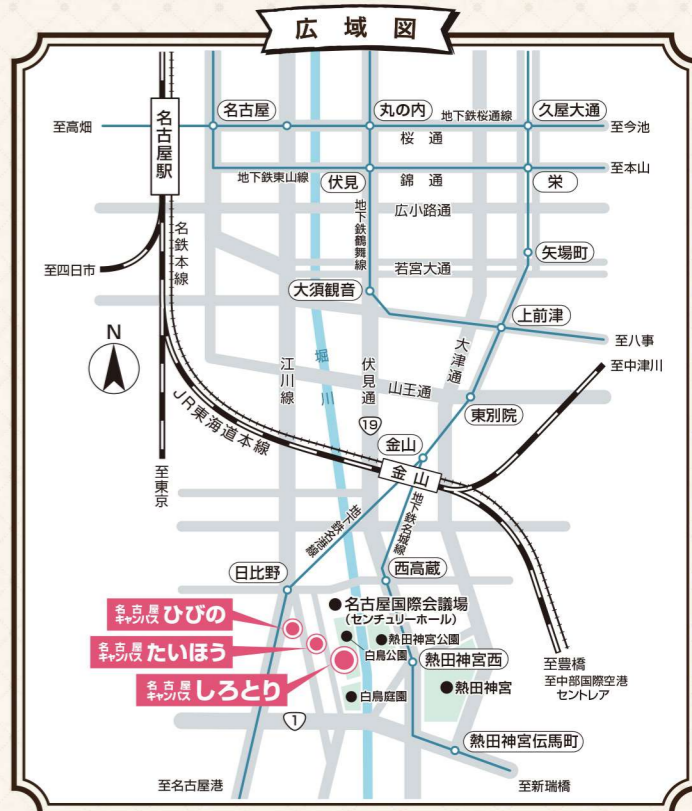 広域図
名古屋
丸の内
地下鉄桜通線
久屋大通
至高畑
桜通
至今池
名古屋駅
地下鉄東山線
伏見
錦通
栄
至本山
広小路通
名鉄本線
地下鉄鶴舞線
矢場町
至四日市
若宮大通
大須観音
上前津
N
至八事
大津通
至中津川
江川線
堀川
伏見通
山王通
JR東海道本線
19
東別院
金山
金山
至東京
地下鉄名港線
地下鉄名城線
日比野
西高蔵
名古屋キャンパス ひびの
名古屋国際会議場
(センチュリーホール)
熱田神宮公園
名古屋キャンパス たいほう
白鳥公園
熱田神宮西
至豊橋
至中部国際空港
セントレア
名古屋キャンパス しろとり
白鳥庭園
熱田神宮
1
熱田神宮伝馬町
至名古屋港
至新瑞橋